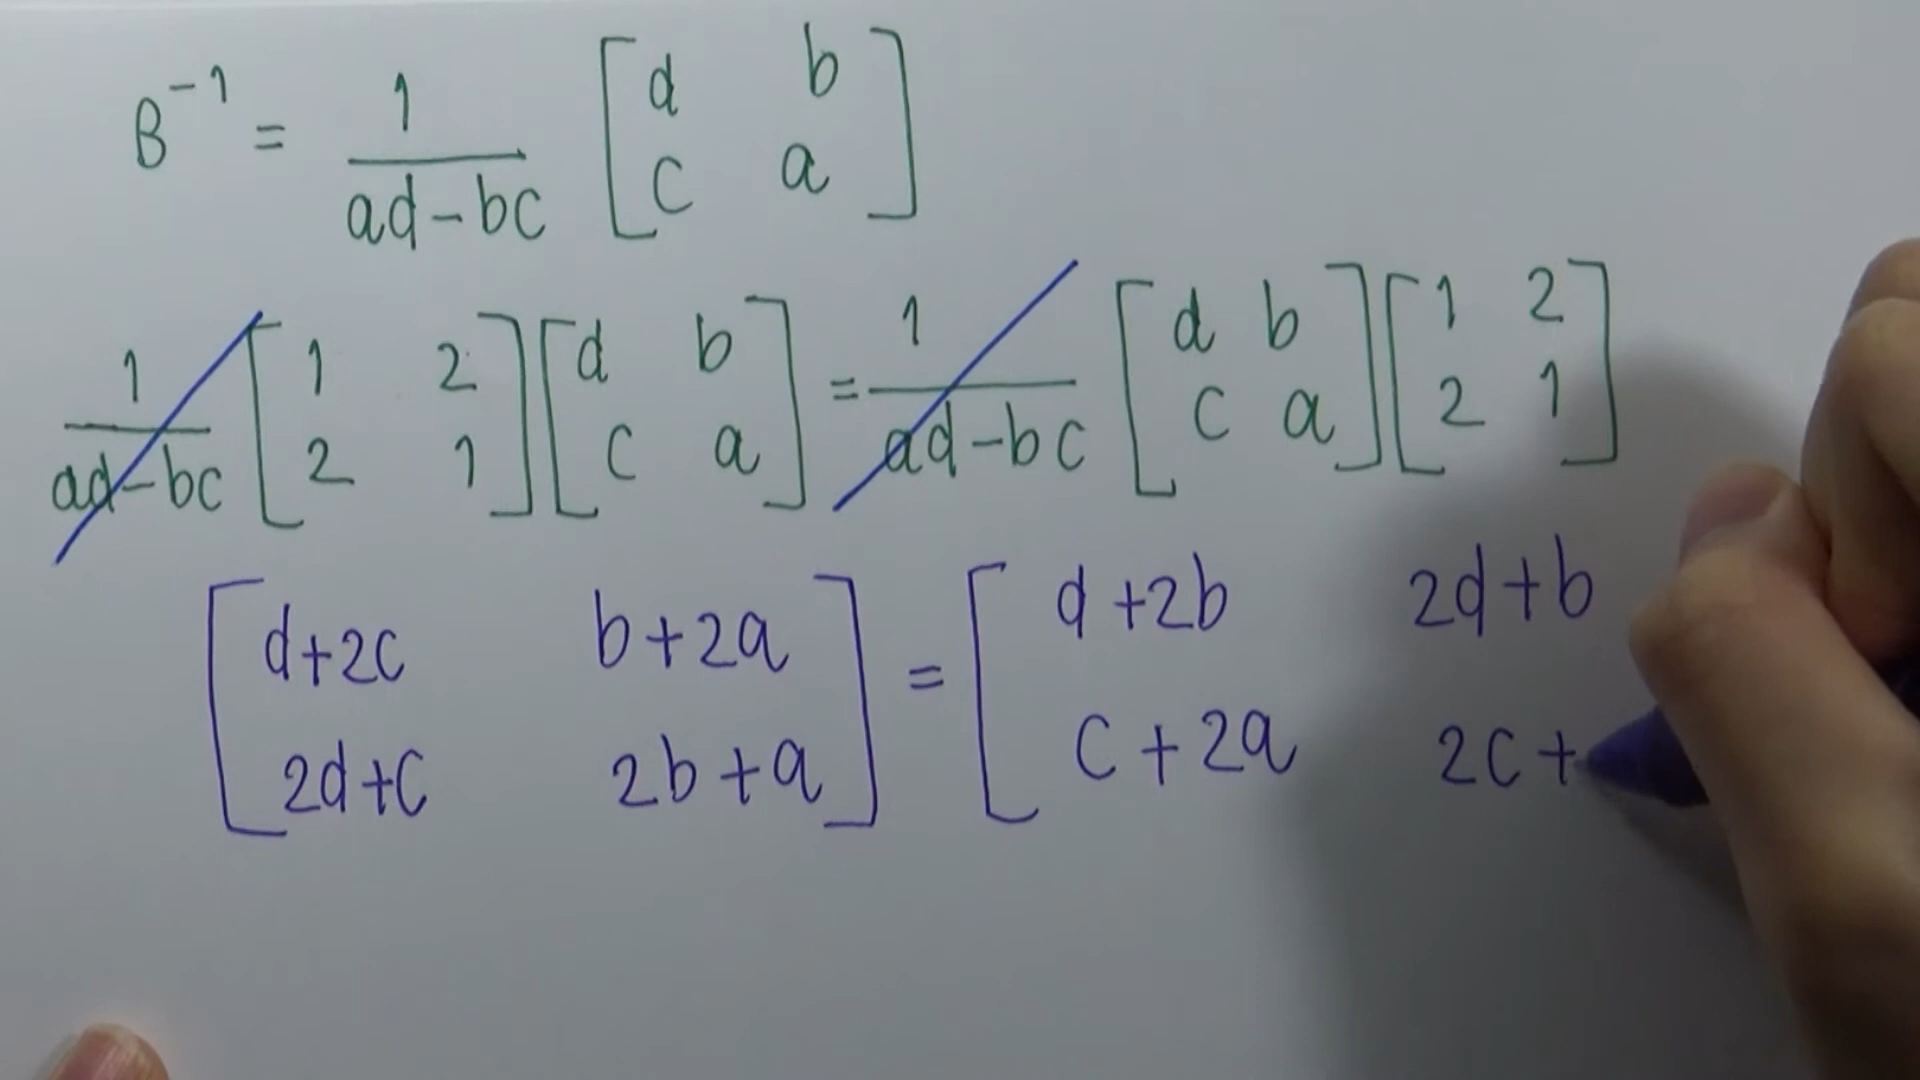 B⁻¹ = 1/(ad-bc) [d b; c a]
1/(ad-bc) [1 2; 2 1] [d b; c a] = 1/(ad-bc) [d b; c a] [1 2; 2 1]
[d+2c b+2a; 2d+c 2b+a] = [d+2b 2d+b; c+2a 2c+